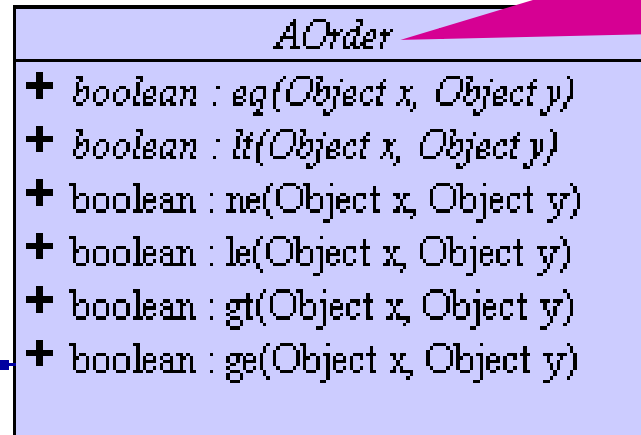 AOrder
+ boolean : eq(Object x, Object y)
+ boolean : lt(Object x, Object y)
+ boolean : ne(Object x, Object y)
+ boolean : le(Object x, Object y)
+ boolean : gt(Object x, Object y)
+ boolean : ge(Object x, Object y)